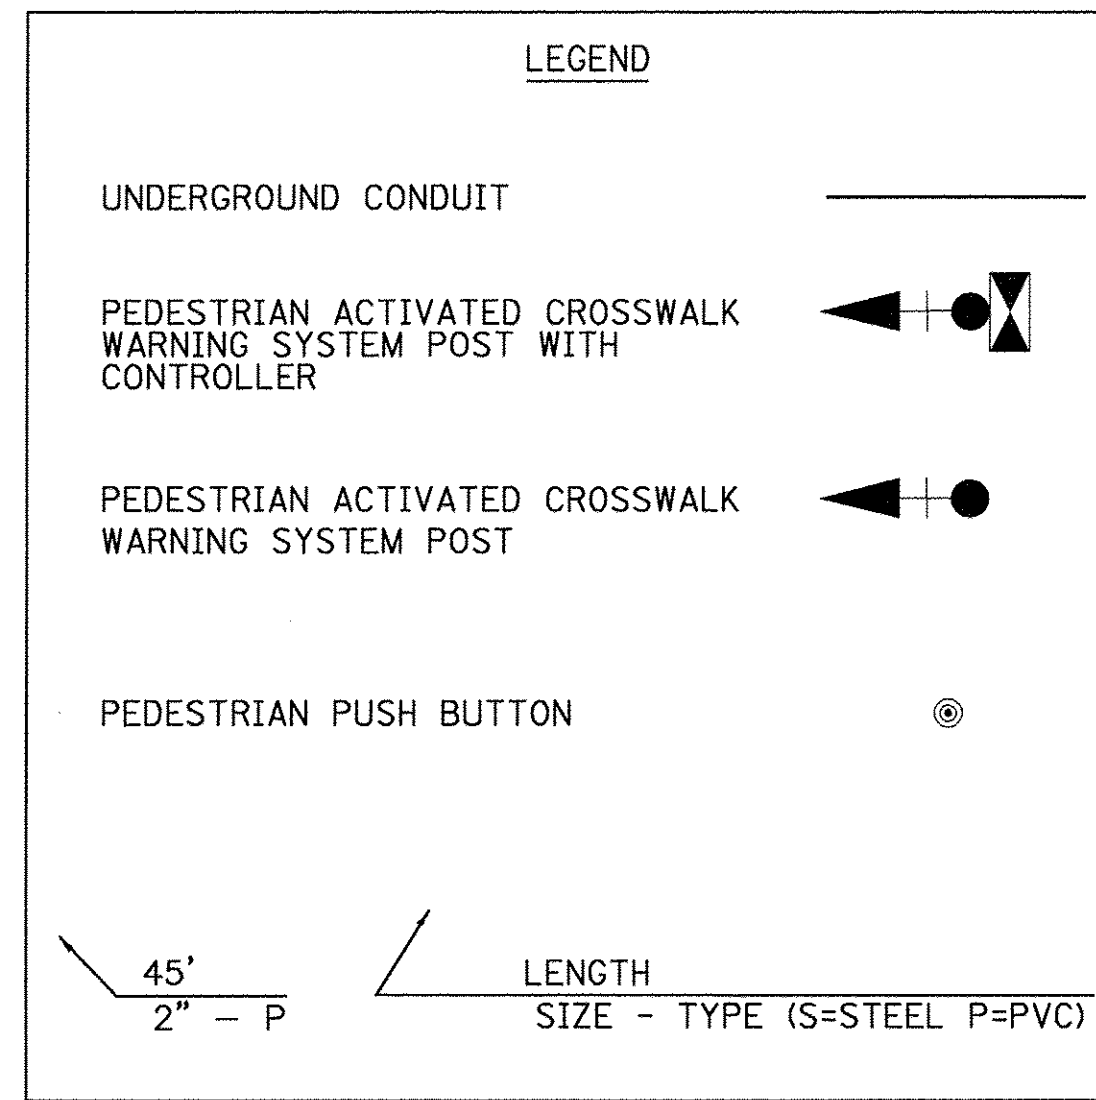 LEGEND
UNDERGROUND CONDUIT
PEDESTRIAN ACTIVATED CROSSWALK
WARNING SYSTEM POST WITH
CONTROLLER
PEDESTRIAN ACTIVATED CROSSWALK
WARNING SYSTEM POST
PEDESTRIAN PUSH BUTTON
45'
2" – P
LENGTH
SIZE - TYPE (S=STEEL P=PVC)